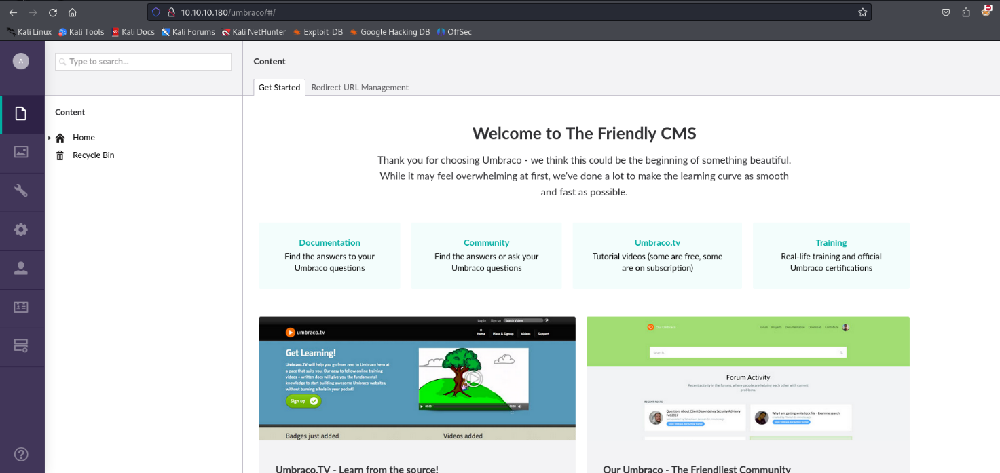 10.10.10.180/umbraco/#/
Kali Linux Kali Tools Kali Docs Kali Forums Kali NetHunter Exploit-DB Google Hacking DB OffSec
A
Type to search...
Content
Get Started Redirect URL Management
Content
Home
Recycle Bin
Welcome to The Friendly CMS
Thank you for choosing Umbraco - we think this could be the beginning of something beautiful.
While it may feel overwhelming at first, we've done a lot to make the learning curve as smooth
and fast as possible.
Documentation
Find the answers to your
Umbraco questions
Community
Find the answers or ask your
Umbraco questions
Umbraco.tv
Tutorial videos (some are free, some
are on subscription)
Training
Real-life training and official
Umbraco certifications
Log in Sign up Search Videos
umbraco.tv
Home Plans & Signup Videos Support
Get Learning!
Umbraco.TV will help you go from zero to Umbraco hero at
a pace that suits you. Our easy to follow online training
videos + written docs will give you the fundamental
knowledge to start building awesome Umbraco websites,
without burning a hole in your pocket!
Sign up
Badges just added Videos added
Umbraco.TV - Learn from the source!
Our Umbraco
Forum Projects Documentation Download Contribute
Search...
Forum Activity
Recent activity in the forums, where people are helping each other with current
problems.
RECENT POSTS
Questions About ClientDependency Security Advisory
Feb2017
Why I am getting write.lock file - Examine search
Our Umbraco - The Friendliest Community